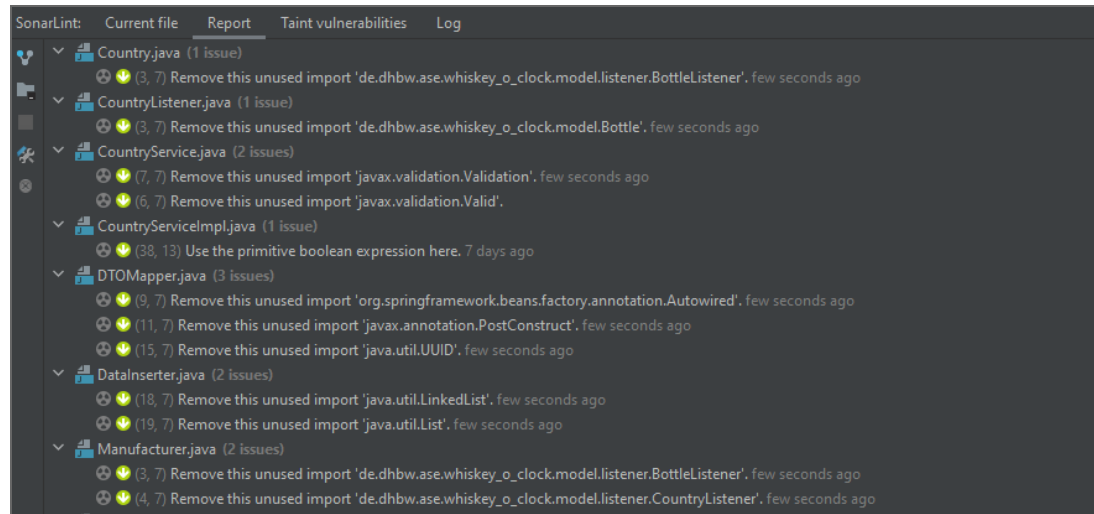 SonarLint: Current file Report Taint vulnerabilities Log
Country.java (1 issue)
(3, 7) Remove this unused import 'de.dhbw.ase.whiskey_o_clock.model.listener.BottleListener'. few seconds ago
CountryListener.java (1 issue)
(3, 7) Remove this unused import 'de.dhbw.ase.whiskey_o_clock.model.Bottle'. few seconds ago
CountryService.java (2 issues)
(7, 7) Remove this unused import 'javax.validation.Validation'. few seconds ago
(6, 7) Remove this unused import 'javax.validation.Valid'.
CountryServiceImpl.java (1 issue)
(38, 13) Use the primitive boolean expression here. 7 days ago
DTOMapper.java (3 issues)
(9, 7) Remove this unused import 'org.springframework.beans.factory.annotation.Autowired'. few seconds ago
(11, 7) Remove this unused import 'javax.annotation.PostConstruct'. few seconds ago
(15, 7) Remove this unused import 'java.util.UUID'. few seconds ago
DataInserter.java (2 issues)
(18, 7) Remove this unused import 'java.util.LinkedList'. few seconds ago
(19, 7) Remove this unused import 'java.util.List'. few seconds ago
Manufacturer.java (2 issues)
(3, 7) Remove this unused import 'de.dhbw.ase.whiskey_o_clock.model.listener.BottleListener'. few seconds ago
(4, 7) Remove this unused import 'de.dhbw.ase.whiskey_o_clock.model.listener.CountryListener'. few seconds ago